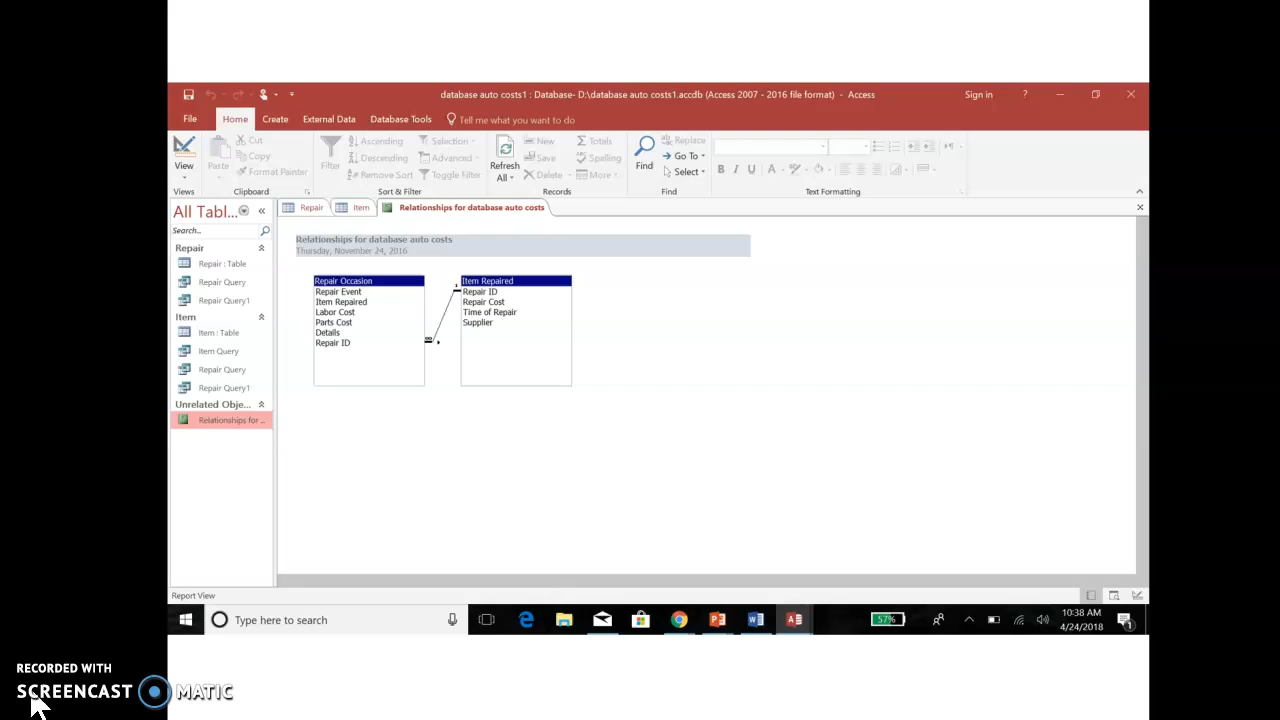 database auto costs1 : Database- D:\database auto costs1.accdb (Access 2007 - 2016 file format) - Access
Sign in
?
File
Home
Create
External Data
Database Tools
Tell me what you want to do
View
Views
Paste
Cut
Copy
Format Painter
Clipboard
Filter
Ascending
Descending
Remove Sort
Selection
Advanced
Toggle Filter
Sort & Filter
Refresh
All
New
Save
Delete
Totals
Spelling
More
Records
Find
Replace
Go To
Select
Find
B I U A
Text Formatting
All Tabl...
Search..
Repair
Repair : Table
Repair Query
Repair Query1
Item
Item : Table
Item Query
Repair Query
Repair Query1
Unrelated Obje...
Relationships for ..
Repair
Item
Relationships for database auto costs
Relationships for database auto costs
Thursday, November 24, 2016
Repair Occasion
Repair Event
Item Repaired
Labor Cost
Parts Cost
Details
Repair ID
∞
1
Item Repaired
Repair ID
Repair Cost
Time of Repair
Supplier
Report View
Type here to search
57%
10:38 AM
4/24/2018
1
RECORDED WITH
SCREENCAST MATIC